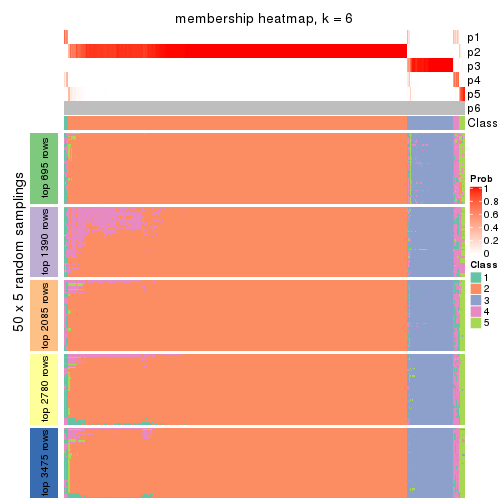 membership heatmap, k = 6
p1
p2
p3
p4
p5
p6
Class
50 x 5 random samplings
top 695 rows
top 1390 rows
top 2085 rows
top 2780 rows
top 3475 rows
Prob
1
0.8
0.6
0.4
0.2
0
Class
1
2
3
4
5